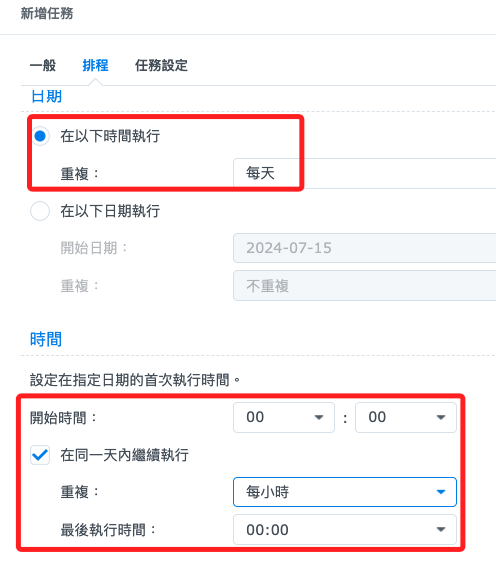 新增任務
一般 排程 任務設定
日期
在以下時間執行
重複： 每天
在以下日期執行
開始日期： 2024-07-15
重複： 不重複
時間
設定在指定日期的首次執行時間。
開始時間： 00 : 00
在同一天內繼續執行
重複： 每小時
最後執行時間： 00:00